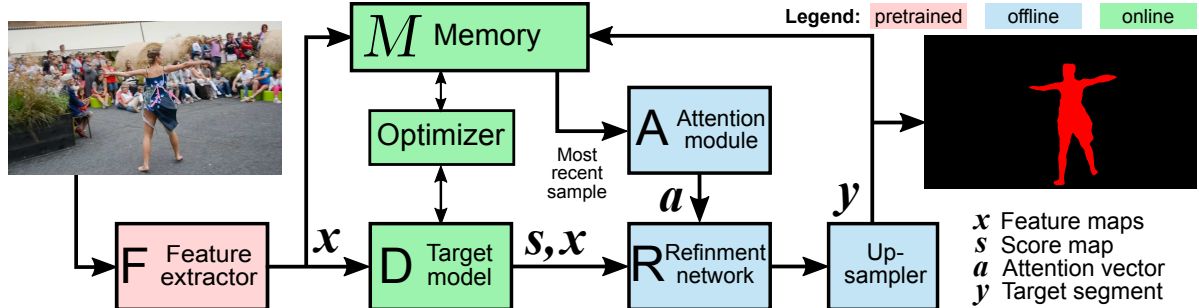 Legend: pretrained offline online
M Memory
Optimizer
A Attention
module
Most
recent
sample
a
y
x
s, x
F Feature
extractor
D Target
model
R Refinment
network
Up-
sampler
x Feature maps
s Score map
a Attention vector
y Target segment